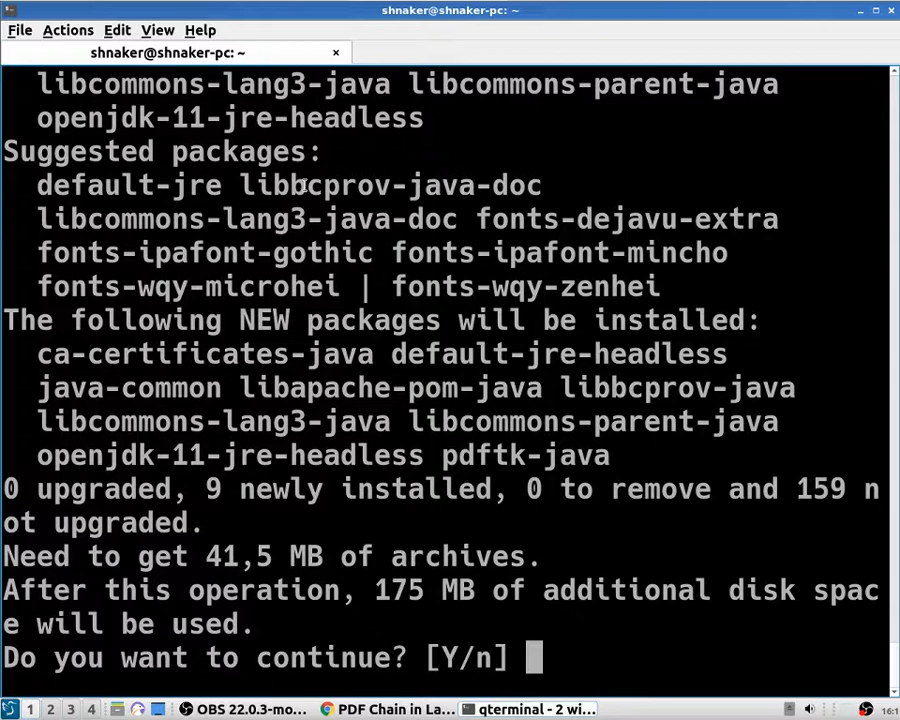 shnaker@shnaker-pc: ~
File Actions Edit View Help
shnaker@shnaker-pc: ~
libcommons-lang3-java libcommons-parent-java
openjdk-11-jre-headless
Suggested packages:
default-jre libbcprov-java-doc
libcommons-lang3-java-doc fonts-dejavu-extra
fonts-ipafont-gothic fonts-ipafont-mincho
fonts-wqy-microhei | fonts-wqy-zenhei
The following NEW packages will be installed:
ca-certificates-java default-jre-headless
java-common libapache-pom-java libbcprov-java
libcommons-lang3-java libcommons-parent-java
openjdk-11-jre-headless pdftk-java
0 upgraded, 9 newly installed, 0 to remove and 159 n
ot upgraded.
Need to get 41,5 MB of archives.
After this operation, 175 MB of additional disk spac
e will be used.
Do you want to continue? [Y/n]
1 2 3 4 OBS 22.0.3-mo... PDF Chain in La... qterminal - 2 wi... 16:1